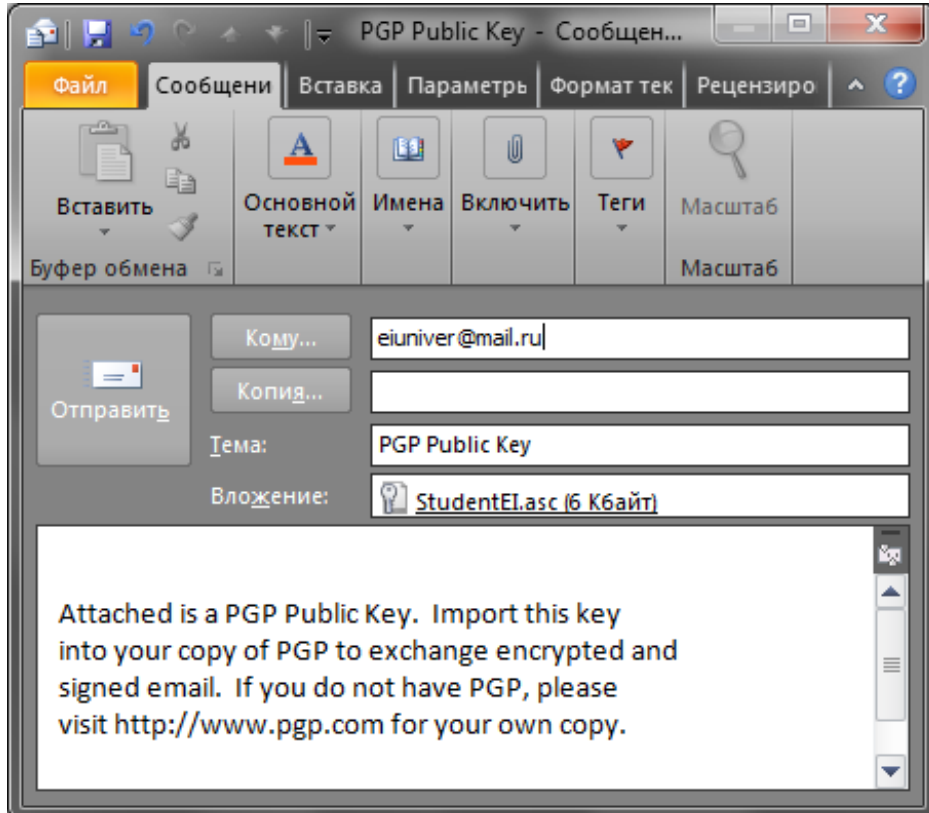 PGP Public Key - Сообщен...
Файл Сообщени Вставка Параметрь Формат тек Рецензиро
Вставить Основной текст Имена Включить Теги Масштаб
Буфер обмена Масштаб
Кому... eiuniver@mail.ru
Копия...
Отправить
Тема: PGP Public Key
Вложение: StudentEI.asc (6 Кбайт)
Attached is a PGP Public Key. Import this key
into your copy of PGP to exchange encrypted and
signed email. If you do not have PGP, please
visit http://www.pgp.com for your own copy.